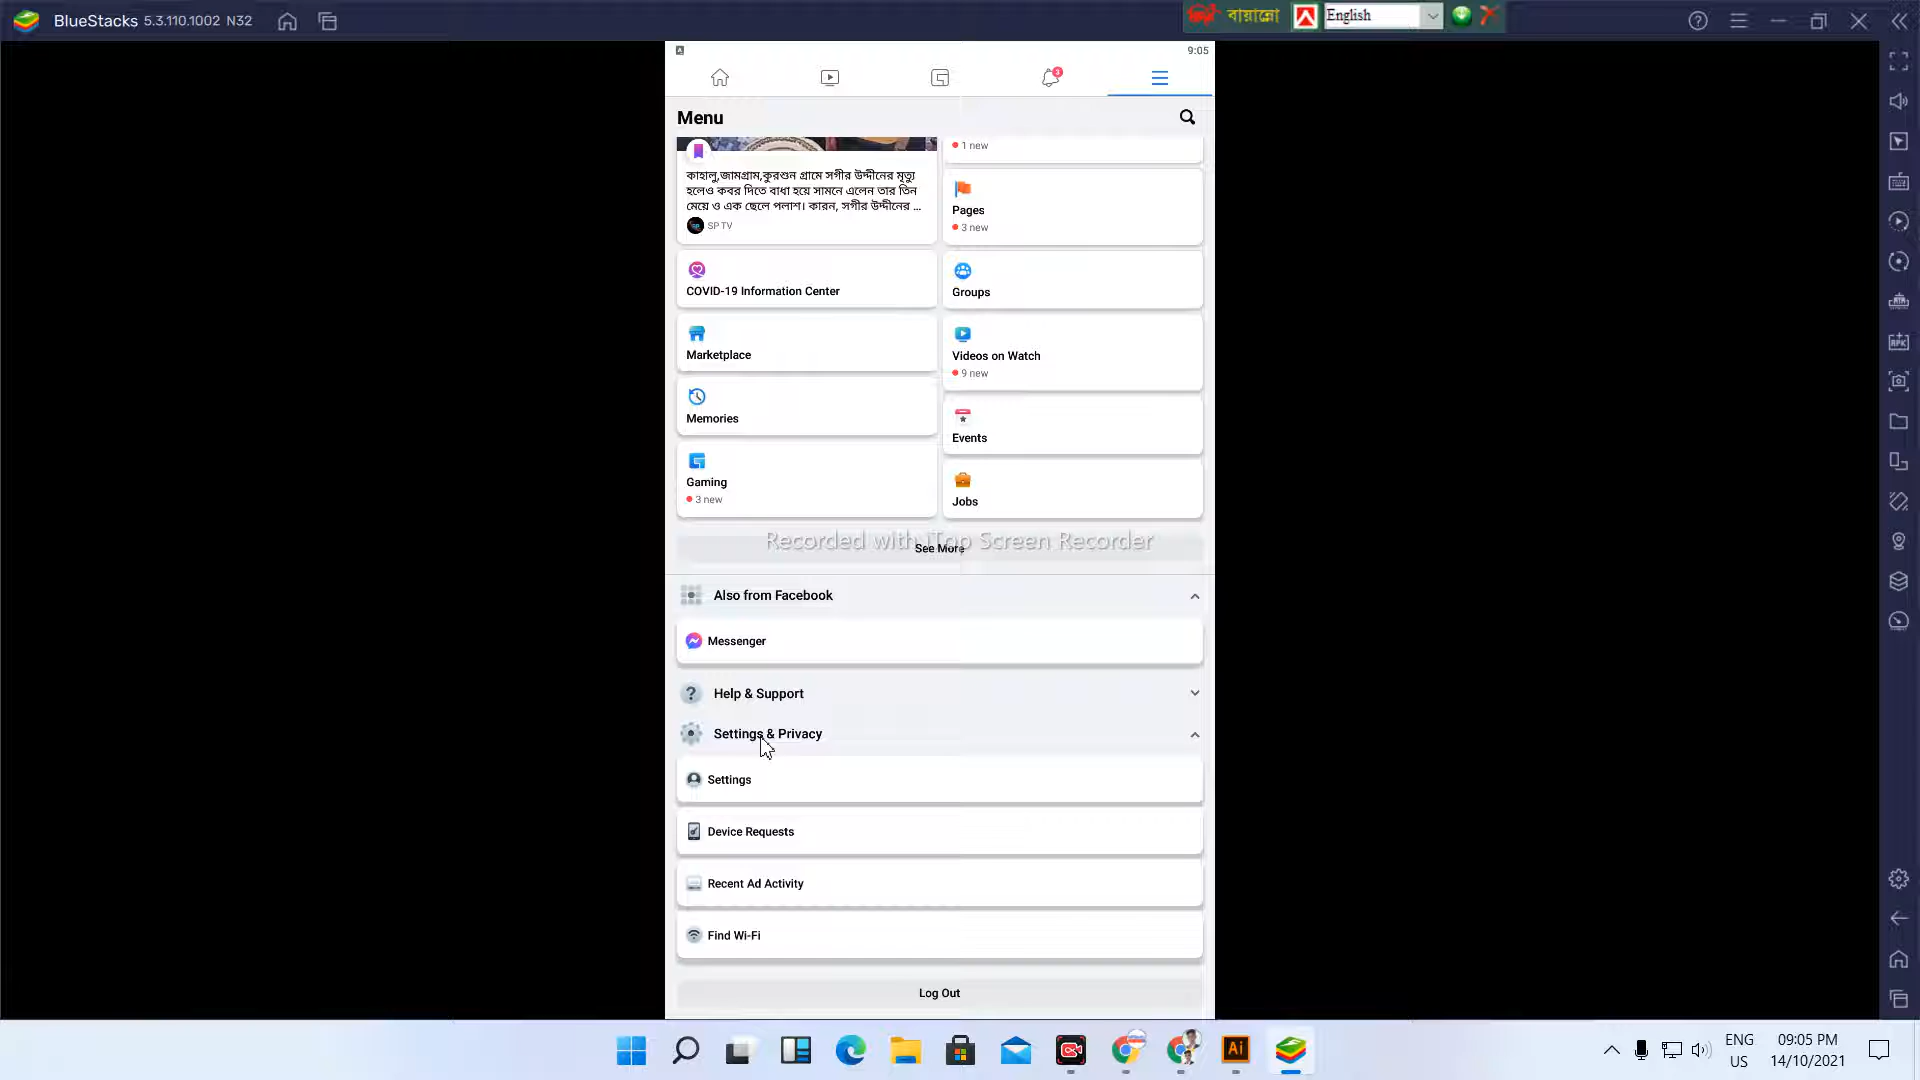 BlueStacks 5.3.110.1002 N32
বায়ান্নো
English
9:05
3
Menu
1 new
কাহালু,জামগ্রাম,কুরশুন গ্রামে সগীর উদ্দীনের মৃত্যু
হলেও কবর দিতে বাধা হয়ে সামনে এলেন তার তিন
মেয়ে ও এক ছেলে পলাশ। কারন, সগীর উদ্দীনের ...
SP TV
Pages
3 new
COVID-19 Information Center
Groups
Marketplace
Videos on Watch
9 new
Memories
Events
Gaming
3 new
Jobs
Recorded with iTop Screen Recorder
See More
Also from Facebook
Messenger
Help & Support
Settings & Privacy
Settings
Device Requests
Recent Ad Activity
Find Wi-Fi
Log Out
Ai
ENG
US
09:05 PM
14/10/2021